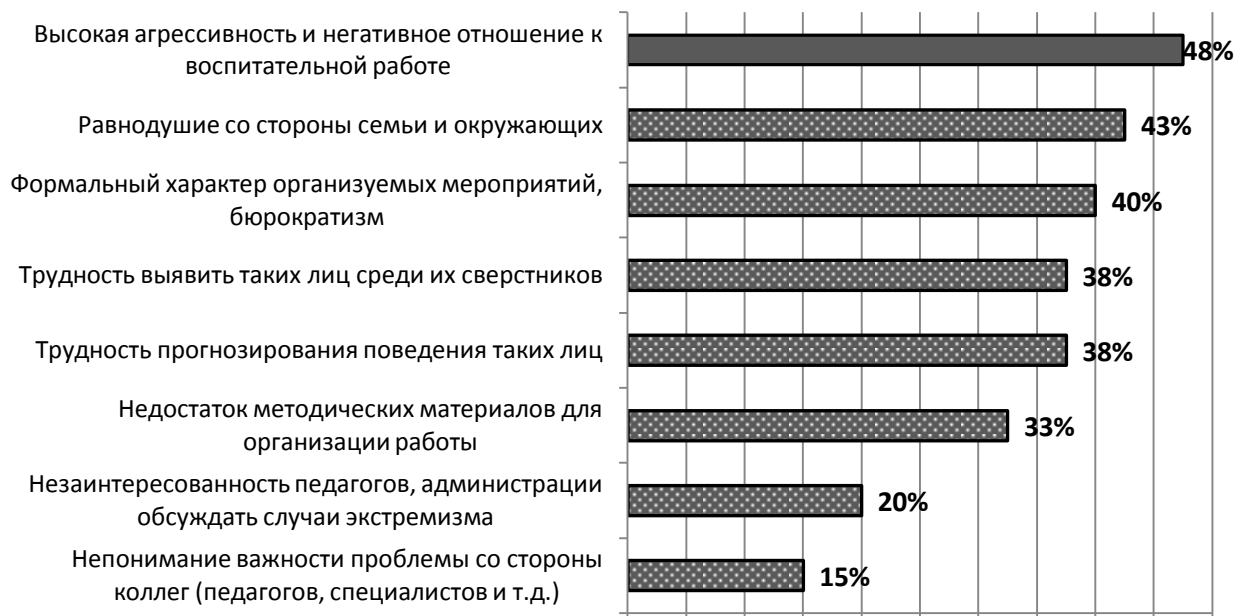 Высокая агрессивность и негативное отношение к
воспитательной работе
48%
Равнодушие со стороны семьи и окружающих
43%
Формальный характер организуемых мероприятий,
бюрократизм
40%
Трудность выявить таких лиц среди их сверстников
38%
Трудность прогнозирования поведения таких лиц
38%
Недостаток методических материалов для
организации работы
33%
Незаинтересованность педагогов, администрации
обсуждать случаи экстремизма
20%
Непонимание важности проблемы со стороны
коллег (педагогов, специалистов и т.д.)
15%